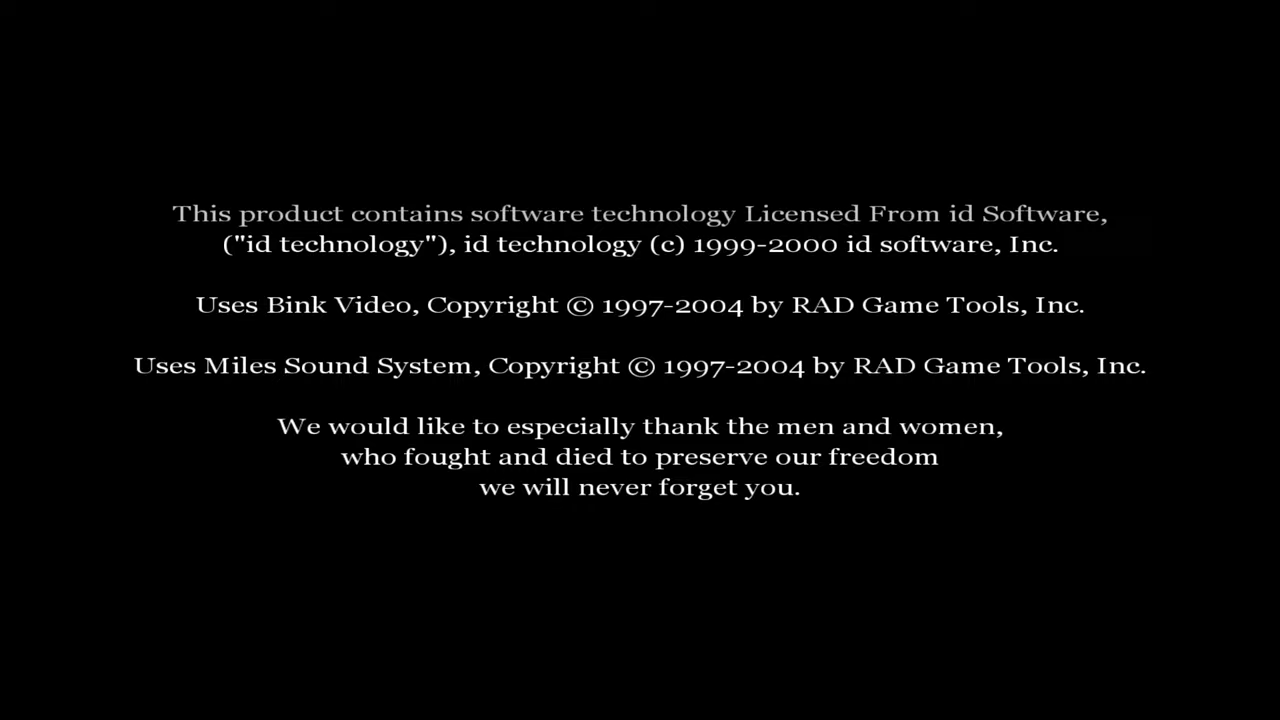 This product contains software technology Licensed From id Software,
("id technology"), id technology (c) 1999-2000 id software, Inc.
Uses Bink Video, Copyright © 1997-2004 by RAD Game Tools, Inc.
Uses Miles Sound System, Copyright © 1997-2004 by RAD Game Tools, Inc.
We would like to especially thank the men and women,
who fought and died to preserve our freedom
we will never forget you.